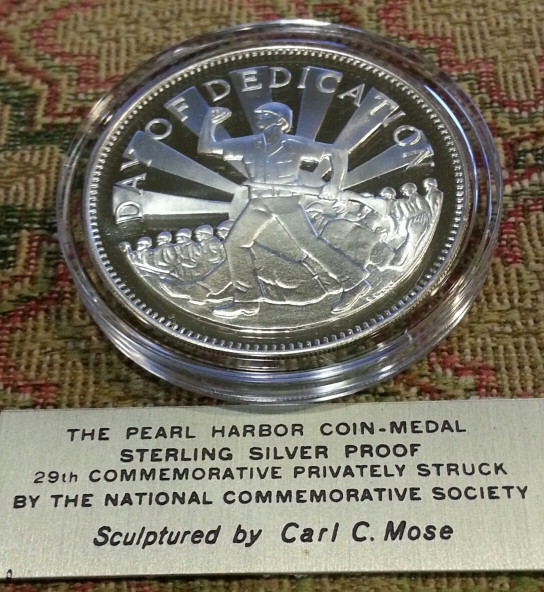 DAY OF DEDICATION
THE PEARL HARBOR COIN-MEDAL
STERLING SILVER PROOF
29th COMMEMORATIVE PRIVATELY STRUCK
BY THE NATIONAL COMMEMORATIVE SOCIETY
Sculptured by Carl C. Mose